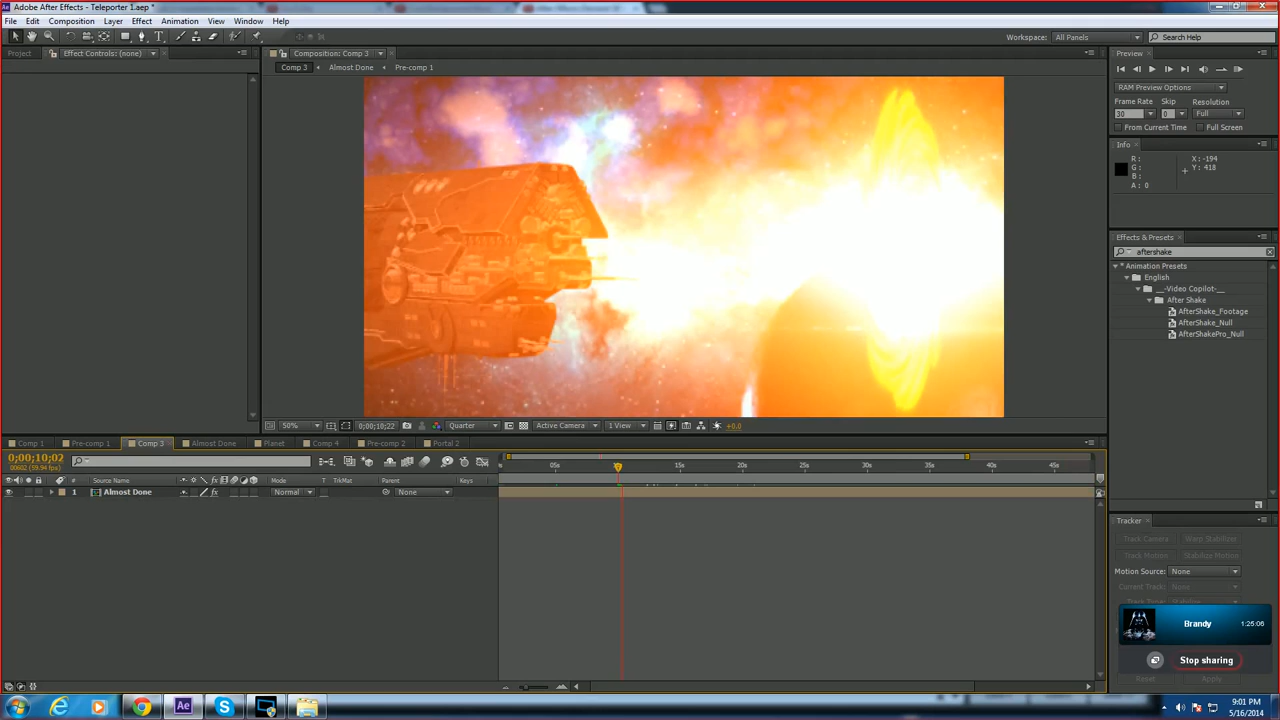 Adobe After Effects - Teleporter 1.aep *
File Edit Composition Layer Effect Animation View Window Help
Workspace: All Panels Search Help
Project Effect Controls: (none) Composition: Comp 3 Preview
Comp 3 Almost Done Pre-comp 1
RAM Preview Options
Frame Rate Skip Resolution
30 0 Full
From Current Time Full Screen
Info
R : X : -194
G : Y : 418
B :
A : 0
Effects & Presets
aftershake
* Animation Presets
English
__-Video Copilot-__
After Shake
AfterShake_Footage
AfterShake_Null
AfterShakePro_Null
50% 0;00;10;22 Quarter Active Camera 1 View +0.0
Comp 1 Pre-comp 1 Comp 3 Almost Done Planet Comp 4 Pre-comp 2 Portal 2
0;00;10;02
00602 (59.94 fps)
05s 15s 20s 25s 30s 35s 40s 45s
# Source Name Mode T TrkMat Parent Keys
1 Almost Done Normal None
Tracker
Track Camera Warp Stabilizer
Track Motion Stabilize Motion
Motion Source: None
Current Track: None
Brandy 1:25:06
Stop sharing
Reset Apply
9:01 PM
5/16/2014